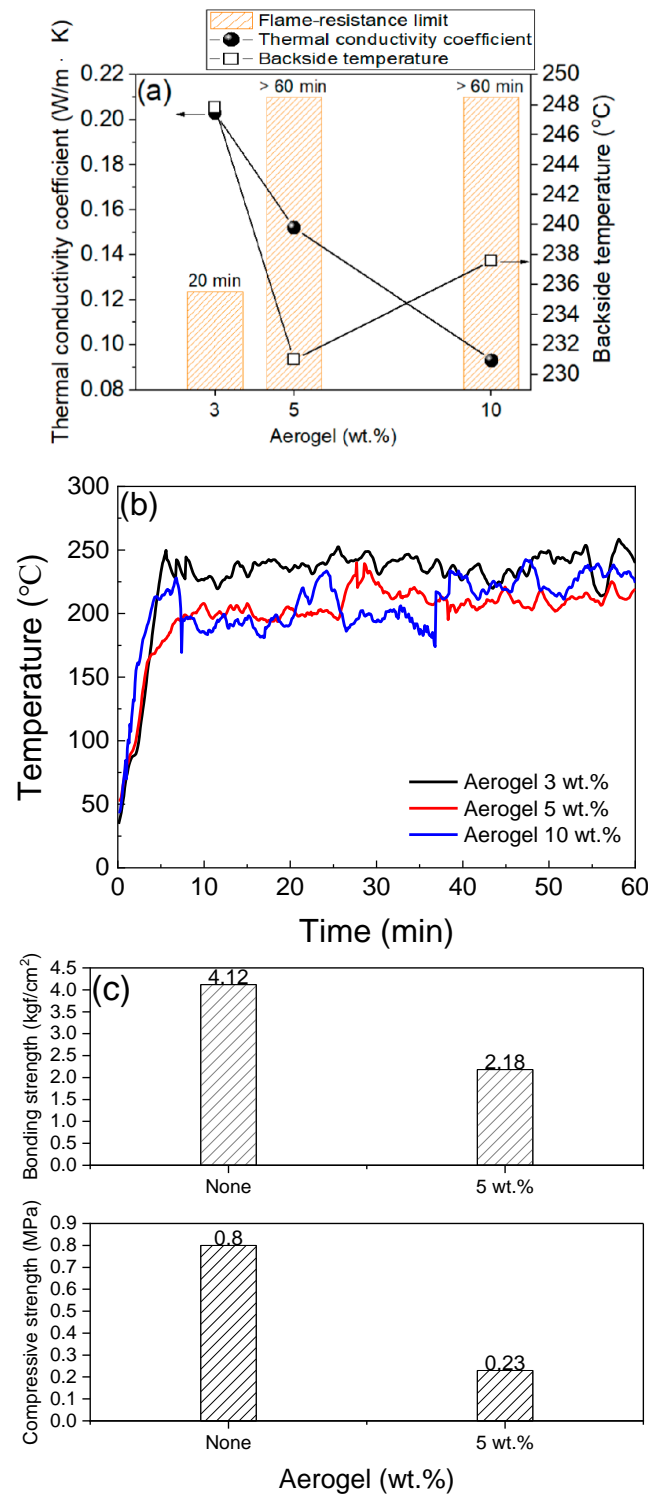 Flame-resistance limit
Thermal conductivity coefficient
Backside temperature
(a)
Thermal conductivity coefficient (W/m · K)
0.22
0.20
0.18
0.16
0.14
0.12
0.10
0.08
20 min
> 60 min
> 60 min
250
248
246
242
240
238
236
232
231
230
Backside temperature (°C)
3
5
10
Aerogel (wt.%)
(b)
Temperature (℃)
300
250
200
150
100
50
0
Aerogel 3 wt.%
Aerogel 5 wt.%
Aerogel 10 wt.%
0
10
20
30
40
50
60
Time (min)
(c)
Bonding strength (kgf/cm²)
4.5
4.0
3.5
3.0
2.5
2.0
1.5
1.0
0.5
0.0
4.12
2.18
None
5 wt.%
Compressive strength (MPa)
0.9
0.8
0.7
0.6
0.5
0.4
0.3
0.2
0.1
0.0
0.8
0.23
None
5 wt.%
Aerogel (wt.%)